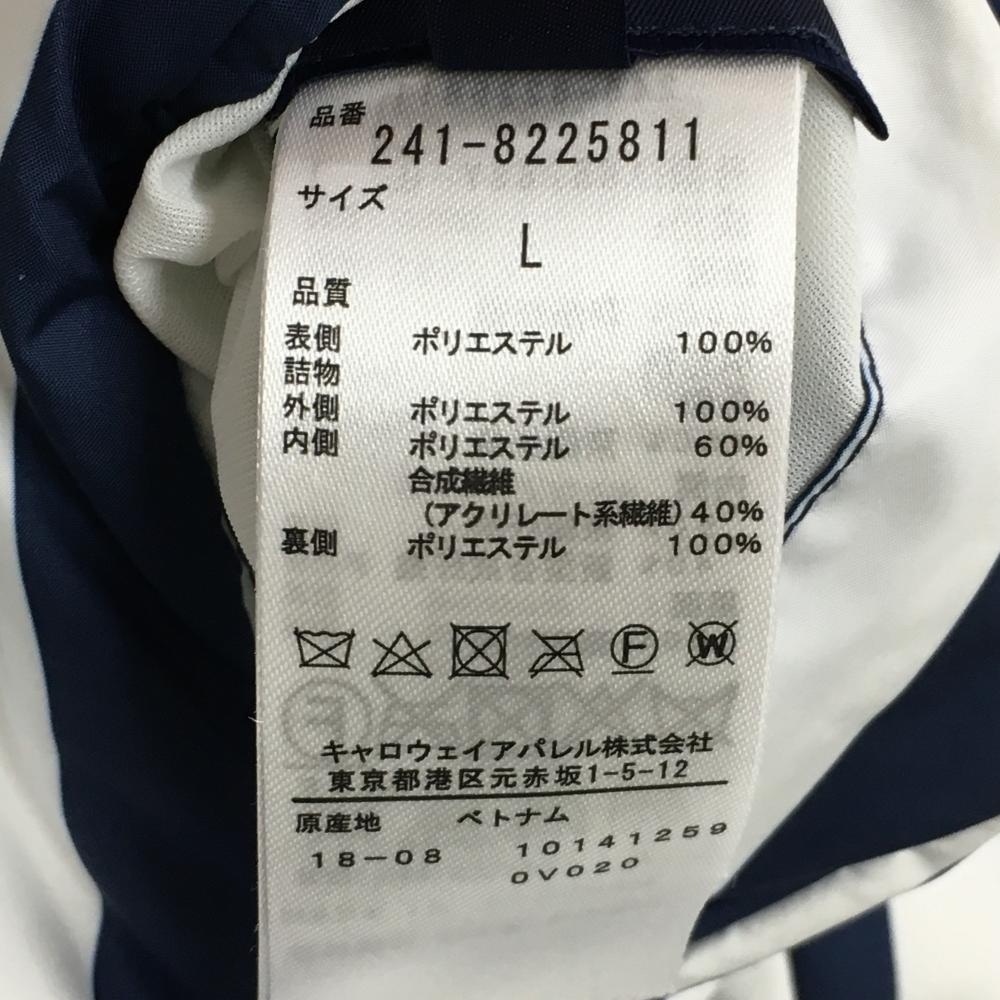 品番 241-8225811
サイズ
L
品質
表側 ポリエステル 100%
詰物
外側 ポリエステル 100%
内側 ポリエステル 60%
合成繊維
(アクリレート系繊維) 40%
裏側 ポリエステル 100%
F W
キャロウェイアパレル株式会社
東京都港区元赤坂1-5-12
原産地 ベトナム
18-08 10141259
0V020